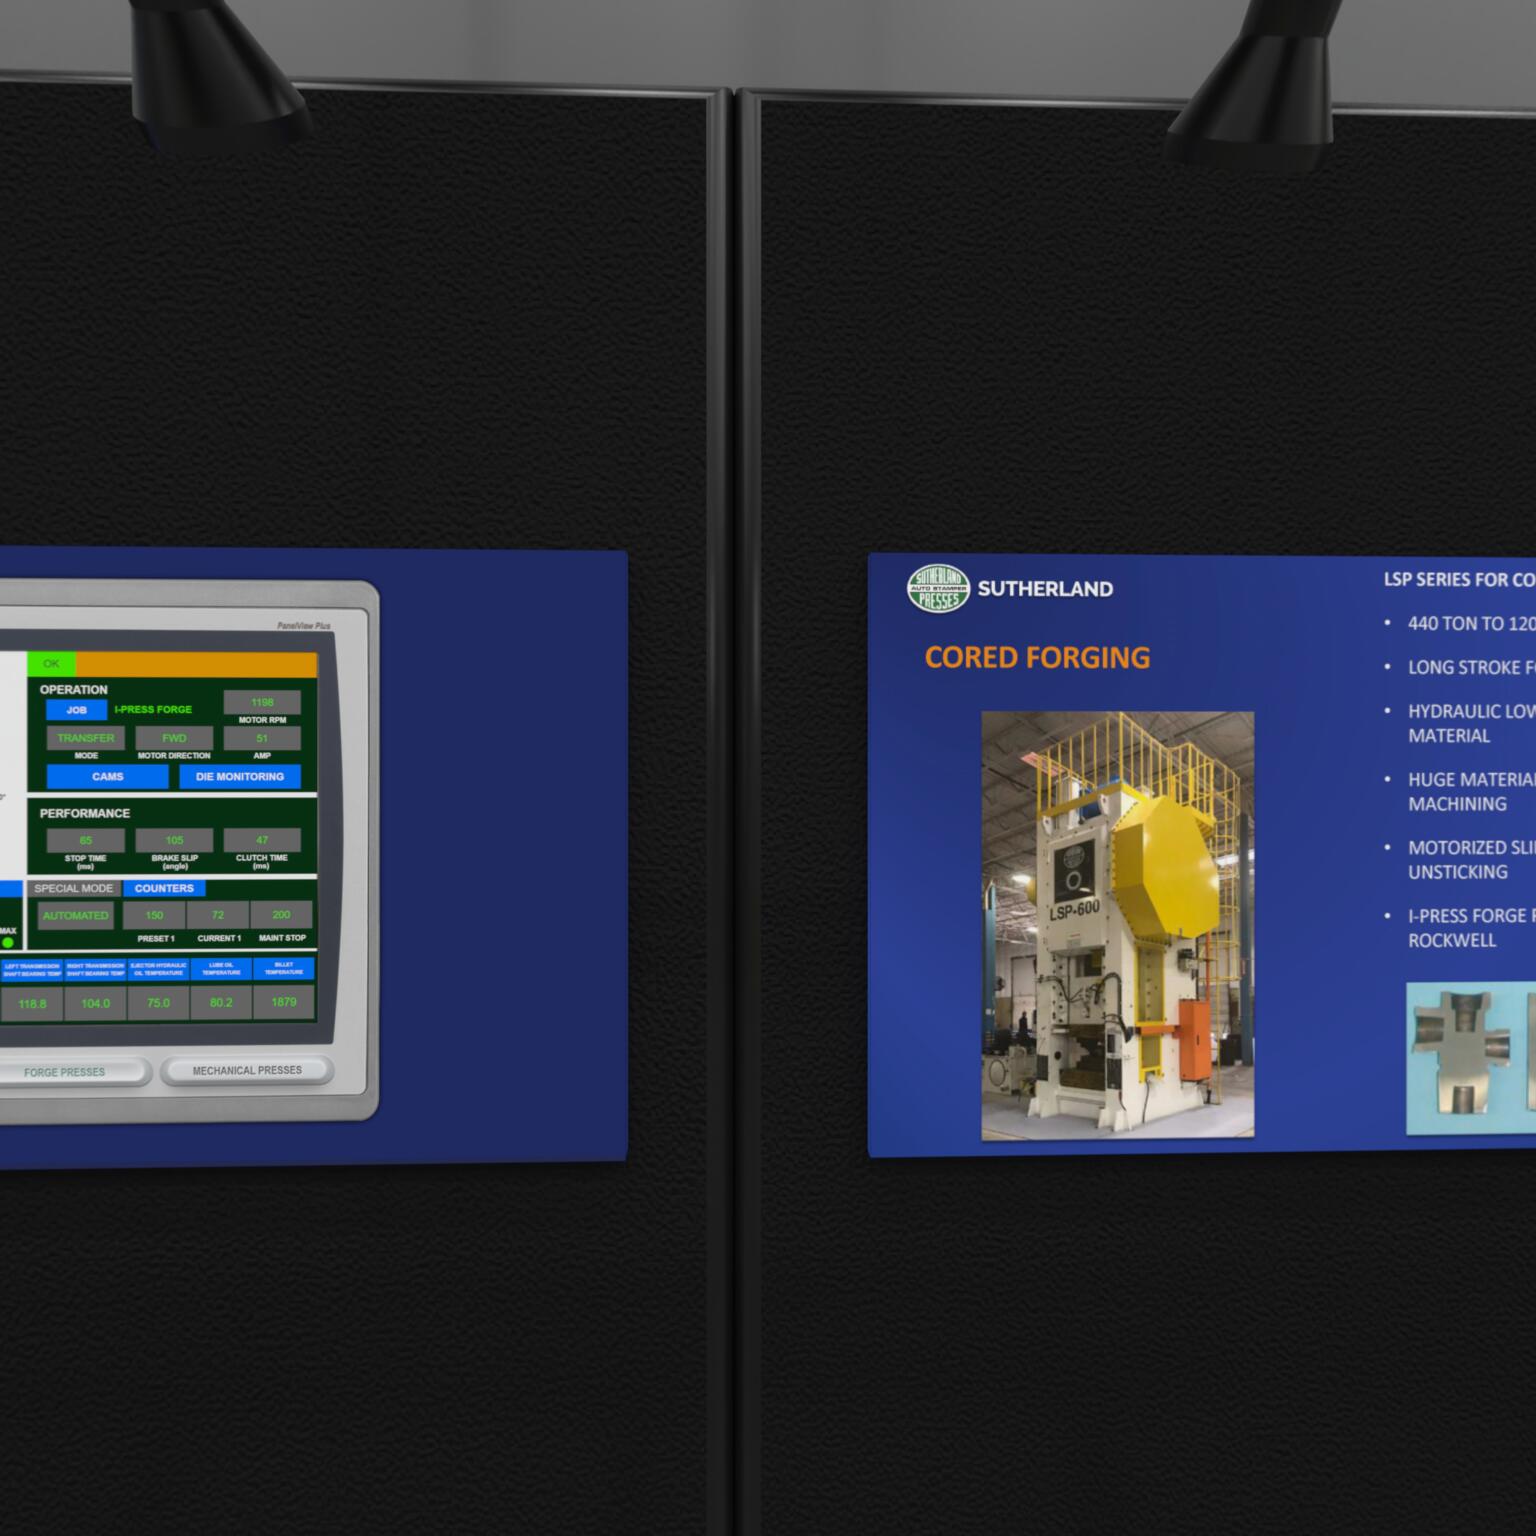 PanelView Plus
OK
OPERATION
JOB
I-PRESS FORGE
1198
MOTOR RPM
TRANSFER
FWD
51
MODE
MOTOR DIRECTION
AMP
CAMS
DIE MONITORING
PERFORMANCE
65
105
47
STOP TIME
BRAKE SLIP
CLUTCH TIME
(ms)
(angle)
(ms)
SPECIAL MODE
COUNTERS
AUTOMATED
150
72
200
MAX
PRESET 1
CURRENT 1
MAINT STOP
LEFT TRANSMISSION
SHAFT BEARING TEMP
RIGHT TRANSMISSION
SHAFT BEARING TEMP
EJECTOR HYDRAULIC
OIL TEMPERATURE
LUBE OIL
TEMPERATURE
BILLET
TEMPERATURE
118.8
104.0
75.0
80.2
1879
FORGE PRESSES
MECHANICAL PRESSES
SUTHERLAND
AUTO STAMPER
PRESSES
SUTHERLAND
CORED FORGING
LSP-600
LSP SERIES FOR CO
• 440 TON TO 120
• LONG STROKE F
• HYDRAULIC LOW
MATERIAL
• HUGE MATERIA
MACHINING
• MOTORIZED SLI
UNSTICKING
• I-PRESS FORGE
ROCKWELL